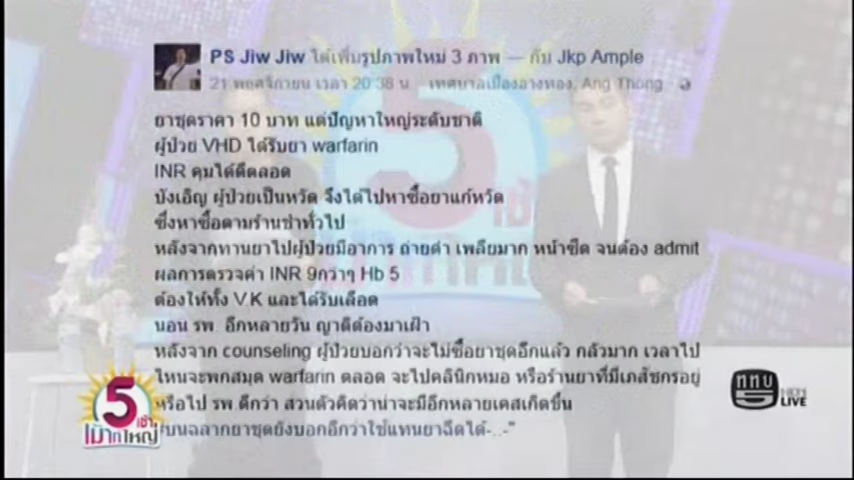 PS Jiw Jiw ได้เพิ่มรูปภาพใหม่ 3 ภาพ — กับ Jkp Ample
21 พฤศจิกายน เวลา 20:38 น. เทศบาลเมืองอ่างทอง, Ang Thong
ยาชุดราคา 10 บาท แต่ปัญหาใหญ่ระดับชาติ
ผู้ป่วย VHD ได้รับยา warfarin
INR คุมได้ดีตลอด
บังเอิญ ผู้ป่วยเป็นหวัด จึงได้ไปหาซื้อยาแก้หวัด
ซึ่งหาซื้อตามร้านชำทั่วไป
หลังจากทานยาไปผู้ป่วยมีอาการ ถ่ายดำ เพลียมาก หน้าซีด จนต้อง admit
ผลการตรวจค่า INR 9กว่าๆ Hb 5
ต้องให้ทั้ง V.K และได้รับเลือด
นอน รพ. อีกหลายวัน ญาติต้องมาเฝ้า
หลังจาก counseling ผู้ป่วยบอกว่าจะไม่ซื้อยาชุดอีกแล้ว กลัวมาก เวลาไป
ไหนจะพกสมุด warfarin ตลอด จะไปคลินิกหมอ หรือร้านยาที่มีเภสัชกรอยู่
หรือไป รพ.ดีกว่า ส่วนตัวคิดว่าน่าจะมีอีกหลายเคสเกิดขึ้น
บนฉลากยาชุดยังบอกอีกว่าใช้แทนยาฉีดได้-..-"
5 เช้า
เม้าท์ใหญ่
ททบ 5
LIVE